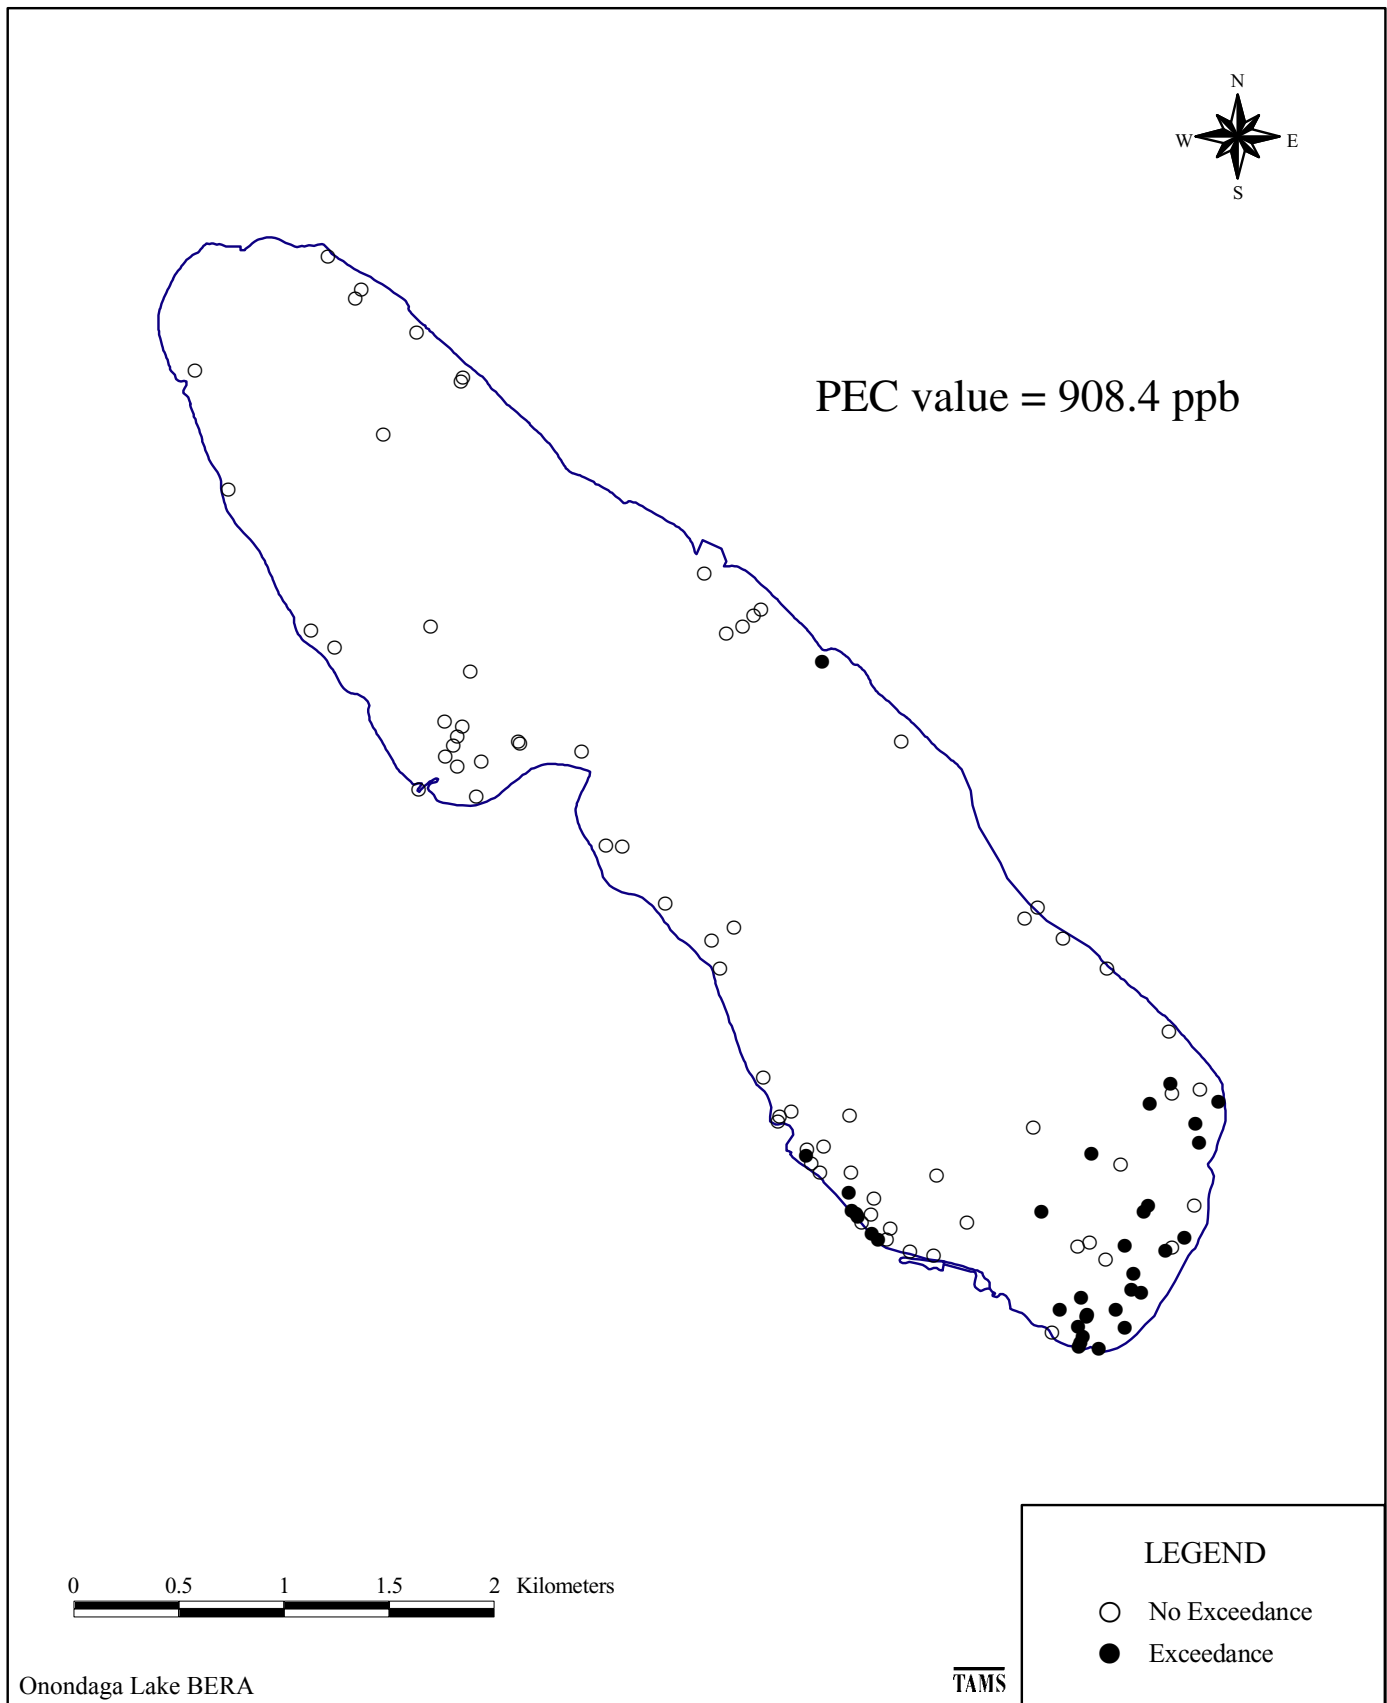 N
W E
S
PEC value = 908.4 ppb
LEGEND
No Exceedance
Exceedance
0 0.5 1 1.5 2 Kilometers
Onondaga Lake BERA
TAMS